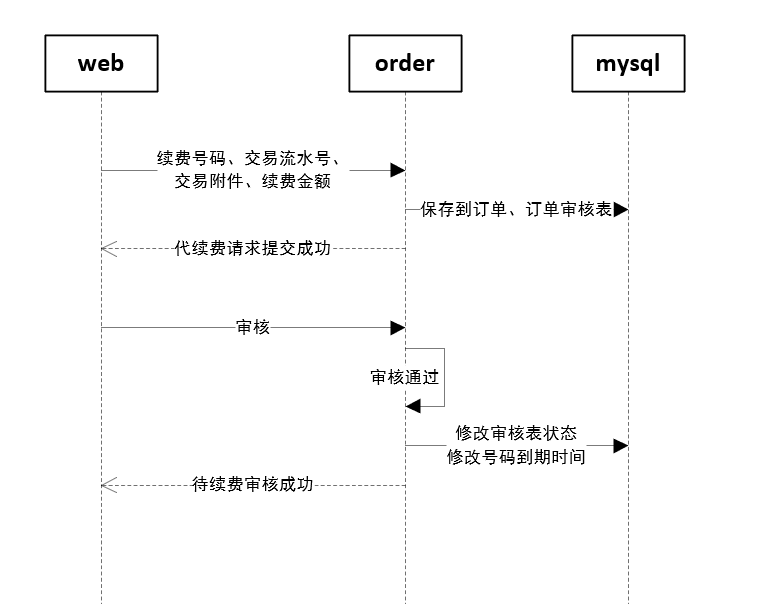 web
order
mysql
续费号码、交易流水号、
交易附件、续费金额
保存到订单、订单审核表
代续费请求提交成功
审核
审核通过
修改审核表状态
修改号码到期时间
待续费审核成功